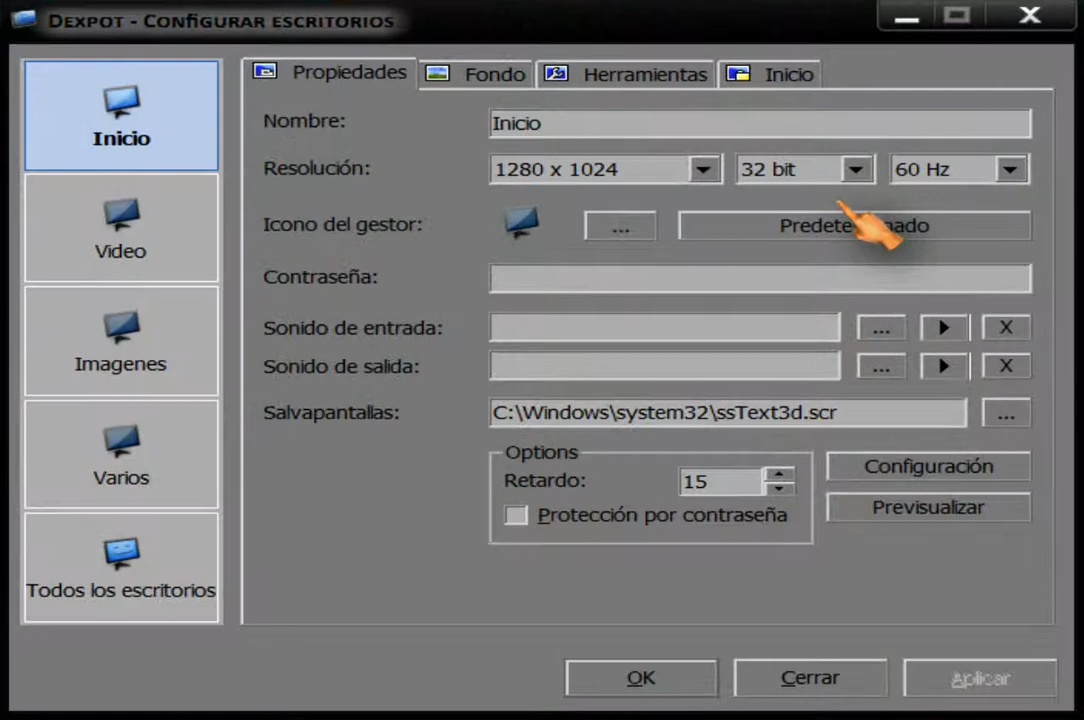 Dexpot - Configurar escritorios
Inicio
Video
Imagenes
Varios
Todos los escritorios
Propiedades
Fondo
Herramientas
Inicio
Nombre: Inicio
Resolución: 1280 x 1024 32 bit 60 Hz
Icono del gestor: ...
Contraseña:
Sonido de entrada: ... X
Sonido de salida: ... X
Salvapantallas: C:\Windows\system32\ssText3d.scr ...
Options
Retardo: 15
Protección por contraseña
Configuración
Previsualizar
OK
Cerrar
Aplicar